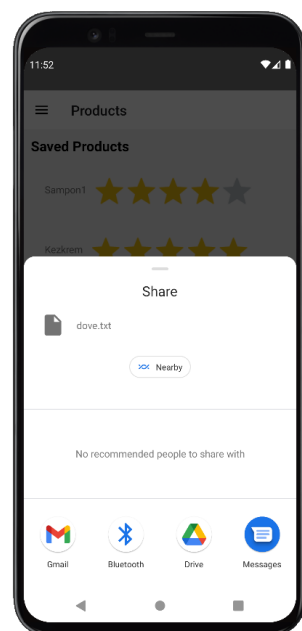 11:52
Products
Saved Products
Sampon1
Kezkrem
Share
dove.txt
Nearby
No recommended people to share with
Gmail Bluetooth Drive Messages